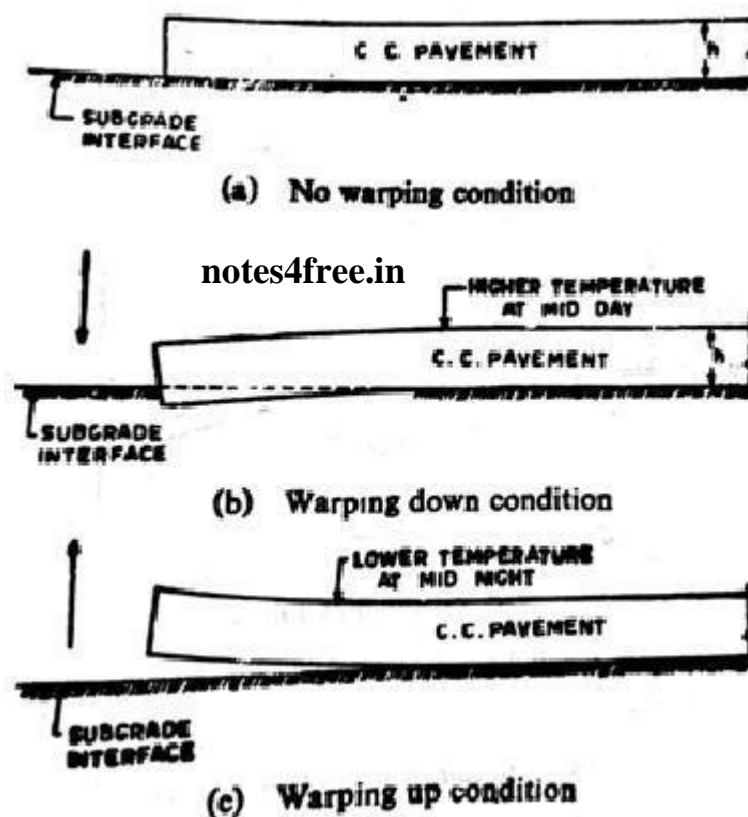 C. C. PAVEMENT
h
SUBGRADE
INTERFACE
(a) No warping condition
notes4free.in
HIGHER TEMPERATURE
AT MID DAY
C.C. PAVEMENT
h
SUBGRADE
INTERFACE
(b) Warping down condition
LOWER TEMPERATURE
AT MID NIGHT
C.C. PAVEMENT
SUBGRADE
INTERFACE
(c) Warping up condition